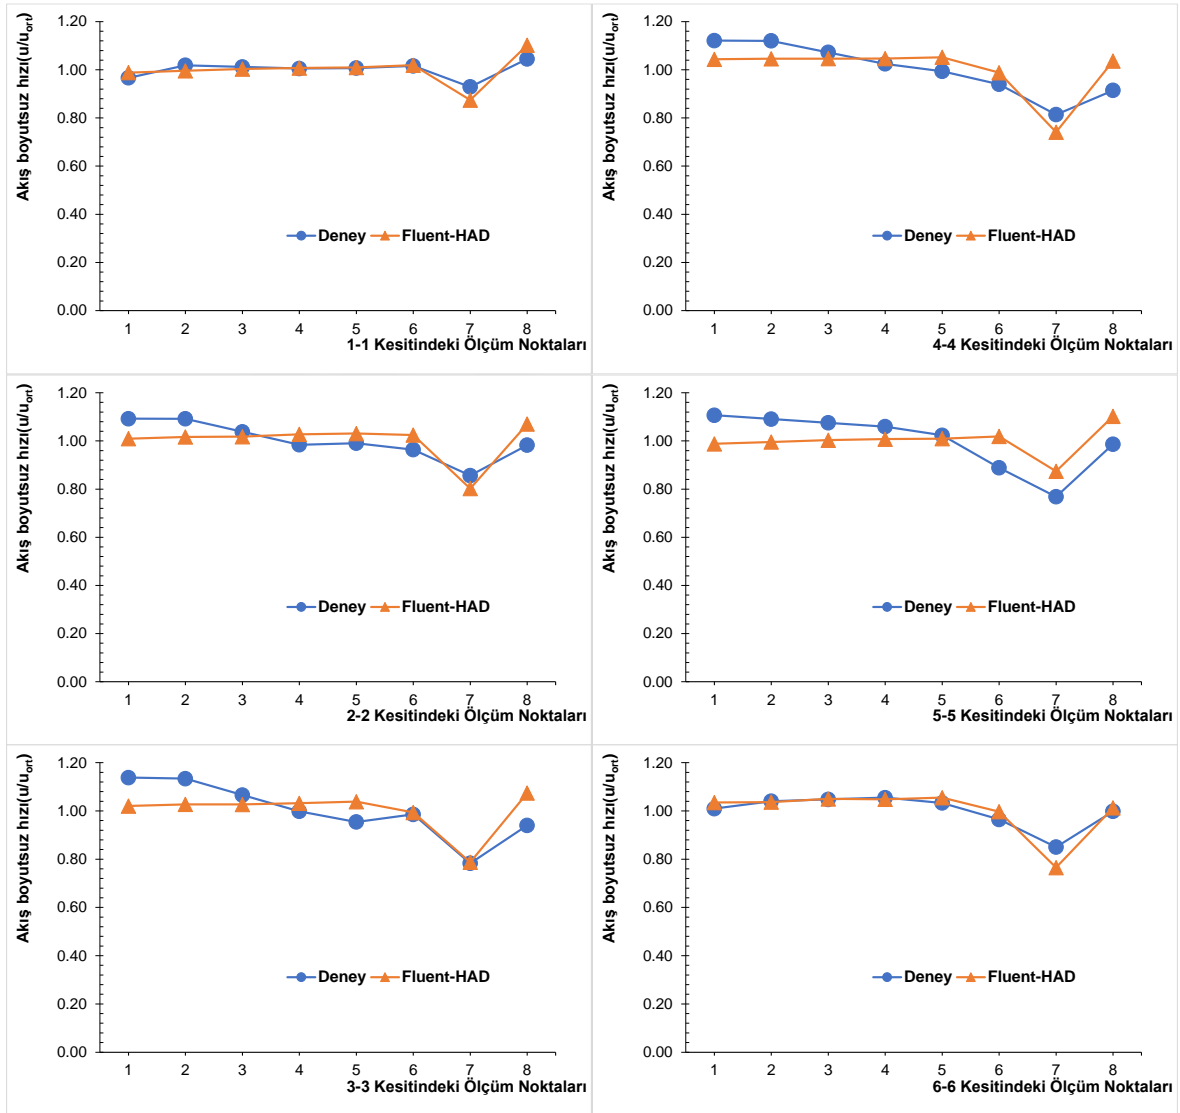 Akış boyutsuz hızı(u/uort)
1.20
1.00
0.80
0.60
0.40
0.20
0.00
Deney Fluent-HAD
1 2 3 4 5 6 7 8
1-1 Kesitindeki Ölçüm Noktaları
Akış boyutsuz hızı(u/uort)
1.20
1.00
0.80
0.60
0.40
0.20
0.00
Deney Fluent-HAD
1 2 3 4 5 6 7 8
4-4 Kesitindeki Ölçüm Noktaları
Akış boyutsuz hızı(u/uort)
1.20
1.00
0.80
0.60
0.40
0.20
0.00
Deney Fluent-HAD
1 2 3 4 5 6 7 8
2-2 Kesitindeki Ölçüm Noktaları
Akış boyutsuz hızı(u/uort)
1.20
1.00
0.80
0.60
0.40
0.20
0.00
Deney Fluent-HAD
1 2 3 4 5 6 7 8
5-5 Kesitindeki Ölçüm Noktaları
Akış boyutsuz hızı(u/uort)
1.20
1.00
0.80
0.60
0.40
0.20
0.00
Deney Fluent-HAD
1 2 3 4 5 6 7 8
3-3 Kesitindeki Ölçüm Noktaları
Akış boyutsuz hızı(u/uort)
1.20
1.00
0.80
0.60
0.40
0.20
0.00
Deney Fluent-HAD
1 2 3 4 5 6 7 8
6-6 Kesitindeki Ölçüm Noktaları